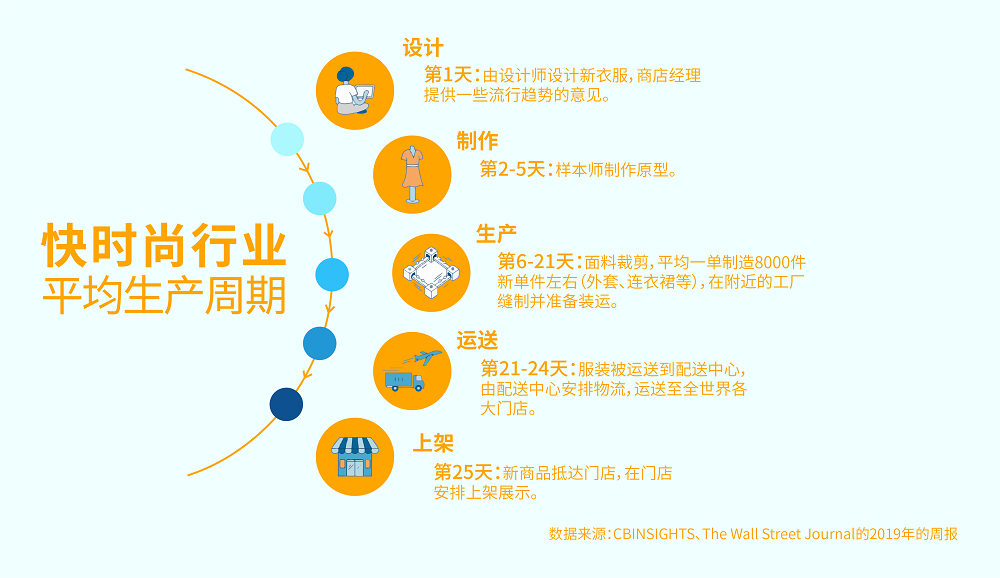 快时尚行业
平均生产周期
设计
第1天：由设计师设计新衣服，商店经理
提供一些流行趋势的意见。
制作
第2-5天：样本师制作原型。
生产
第6-21天：面料裁剪，平均一单制造8000件
新单件左右（外套、连衣裙等），在附近的工厂
缝制并准备装运。
运送
第21-24天：服装被运送到配送中心，
由配送中心安排物流，运送至全世界各
大门店。
上架
第25天：新商品抵达门店，在门店
安排上架展示。
数据来源：CBINSIGHTS、The Wall Street Journal的2019年的周报